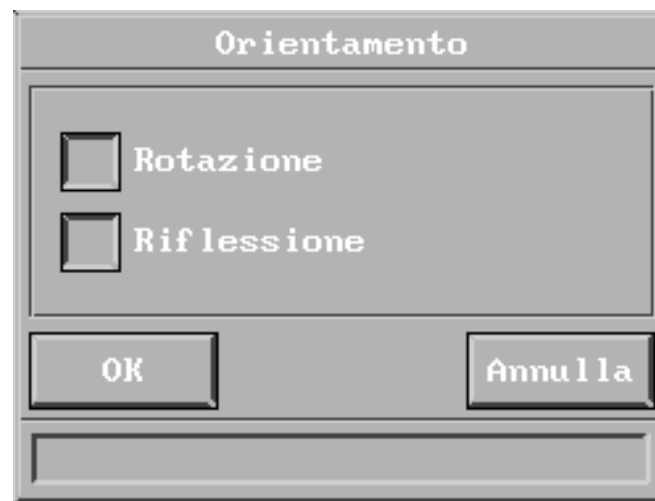 Orientamento
Rotazione
Riflessione
OK
Annulla